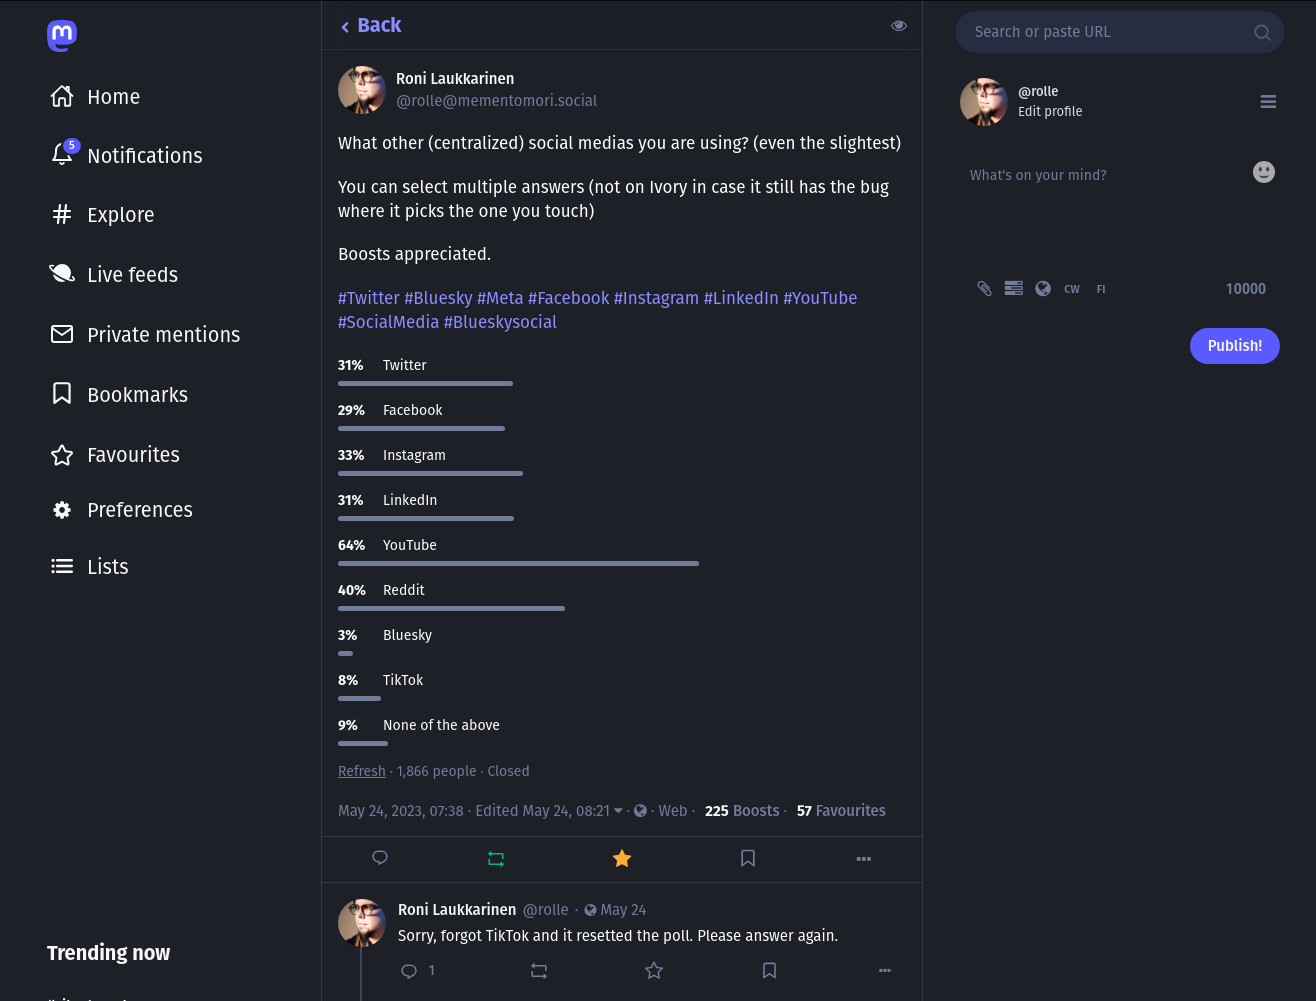 Home
5
Notifications
Explore
Live feeds
Private mentions
Bookmarks
Favourites
Preferences
Lists
Trending now
Back
Roni Laukkarinen
@rolle@mementomori.social
What other (centralized) social medias you are using? (even the slightest)
You can select multiple answers (not on Ivory in case it still has the bug
where it picks the one you touch)
Boosts appreciated.
#Twitter #Bluesky #Meta #Facebook #Instagram #LinkedIn #YouTube
#SocialMedia #Blueskysocial
31% Twitter
29% Facebook
33% Instagram
31% LinkedIn
64% YouTube
40% Reddit
3% Bluesky
8% TikTok
9% None of the above
Refresh · 1,866 people · Closed
May 24, 2023, 07:38 · Edited May 24, 08:21 · · Web · 225 Boosts · 57 Favourites
Roni Laukkarinen @rolle · May 24
Sorry, forgot TikTok and it resetted the poll. Please answer again.
1
Search or paste URL
@rolle
Edit profile
What's on your mind?
CW FI 10000
Publish!